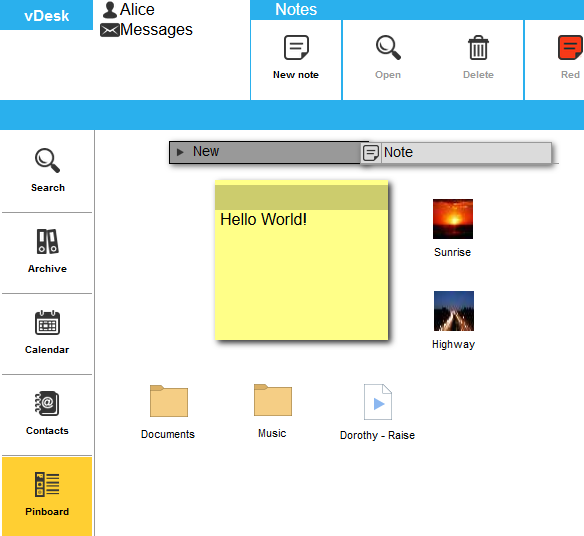 vDesk
Alice
Messages
Notes
New note
Open
Delete
Red
Search
Archive
Calendar
Contacts
Pinboard
New
Note
Hello World!
Sunrise
Highway
Documents
Music
Dorothy - Raise